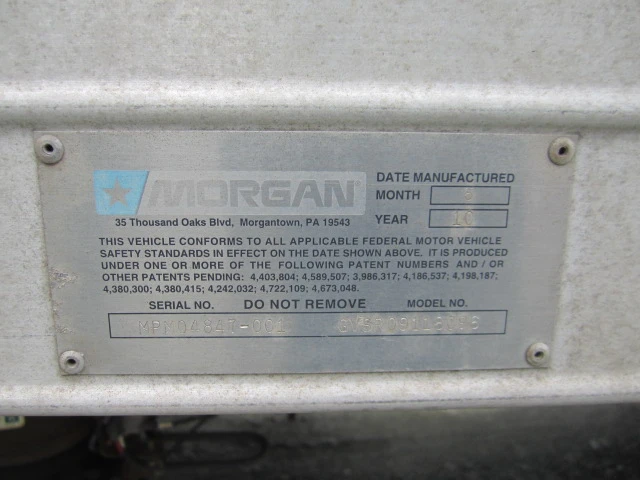 MORGAN
35 Thousand Oaks Blvd, Morgantown, PA 19543
DATE MANUFACTURED
MONTH
YEAR 10
THIS VEHICLE CONFORMS TO ALL APPLICABLE FEDERAL MOTOR VEHICLE
SAFETY STANDARDS IN EFFECT ON THE DATE SHOWN ABOVE. IT IS PRODUCED
UNDER ONE OR MORE OF THE FOLLOWING PATENT NUMBERS AND / OR
OTHER PATENTS PENDING: 4,403,804; 4,589,507; 3,986,317; 4,186,537; 4,198,187;
4,380,300; 4,380,415; 4,242,032; 4,722,109; 4,673,048.
SERIAL NO. DO NOT REMOVE MODEL NO.